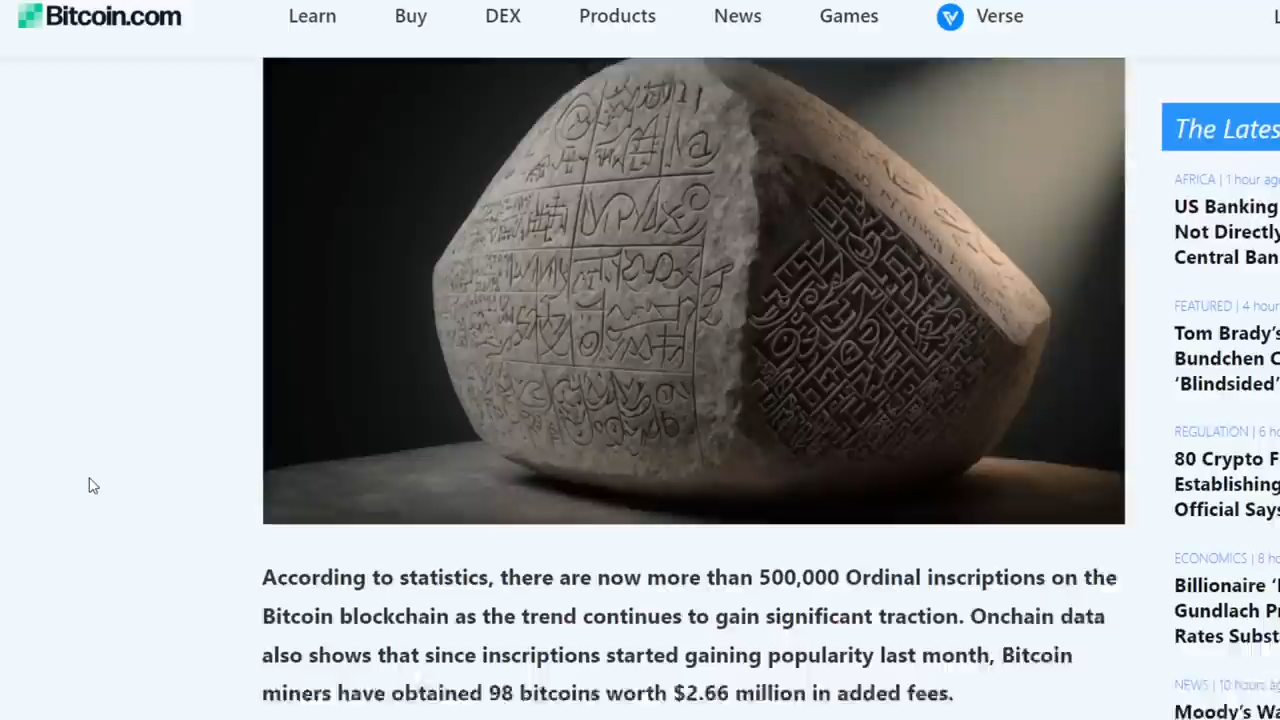 Bitcoin.com Learn Buy DEX Products News Games Verse
The Lates
AFRICA | 1 hour ag
US Banking
Not Directly
Central Ban
FEATURED | 4 hour
Tom Brady's
Bundchen C
'Blindsided'
REGULATION | 6 ho
80 Crypto F
Establishing
Official Says
ECONOMICS | 8 ho
Billionaire 'I
Gundlach Pr
Rates Subst
NEWS | 10 hours ag
Moody's Wa
According to statistics, there are now more than 500,000 Ordinal inscriptions on the
Bitcoin blockchain as the trend continues to gain significant traction. Onchain data
also shows that since inscriptions started gaining popularity last month, Bitcoin
miners have obtained 98 bitcoins worth $2.66 million in added fees.